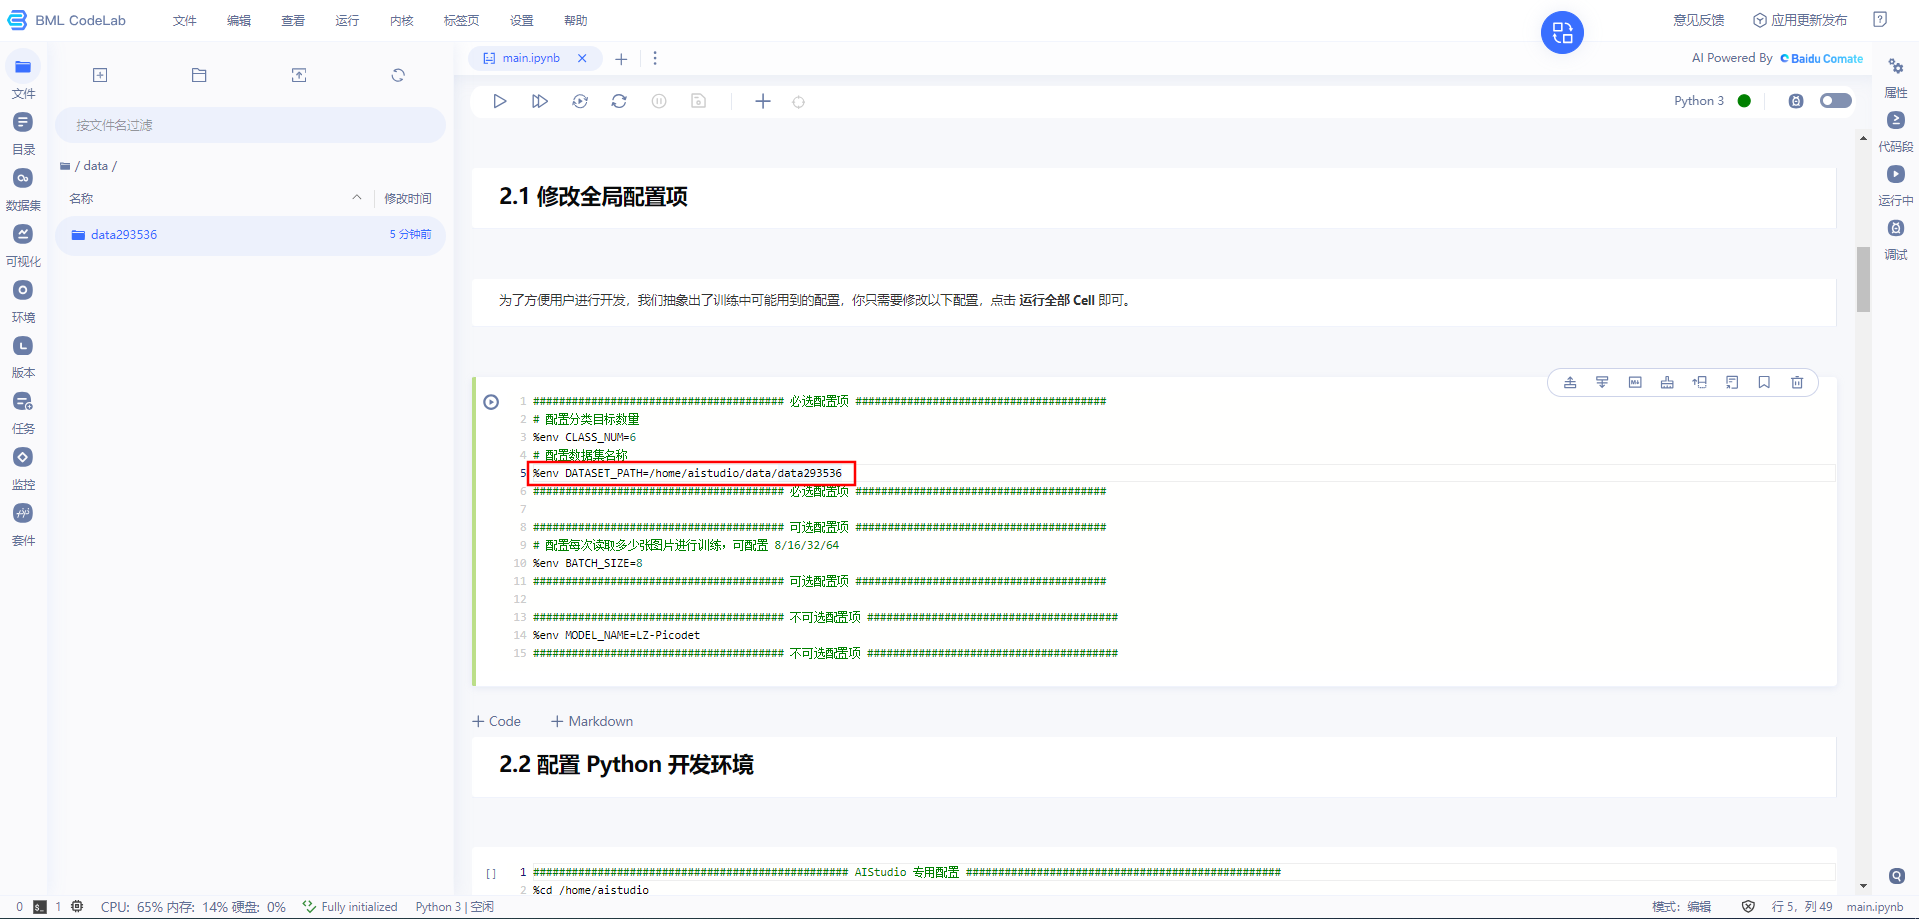 BML CodeLab 文件 编辑 查看 运行 内核 标签页 设置 帮助 意见反馈 应用更新发布
main.ipynb AI Powered By Baidu Comate
文件
目录
数据集
可视化
环境
版本
任务
监控
套件
按文件名过滤
/ data /
名称 修改时间
data293536 5 分钟前
Python 3
属性
代码段
运行中
调试
2.1 修改全局配置项
为了方便用户进行开发，我们抽象出了训练中可能用到的配置，你只需要修改以下配置，点击 运行全部 Cell 即可。
1 ####################################### 必选配置项 #######################################
2 # 配置分类目标数量
3 %env CLASS_NUM=6
4 # 配置数据集名称
5 %env DATASET_PATH=/home/aistudio/data/data293536
6 ####################################### 必选配置项 #######################################
7
8 ####################################### 可选配置项 #######################################
9 # 配置每次读取多少张图片进行训练，可配置 8/16/32/64
10 %env BATCH_SIZE=8
11 ####################################### 可选配置项 #######################################
12
13 ####################################### 不可选配置项 #######################################
14 %env MODEL_NAME=LZ-Picodet
15 ####################################### 不可选配置项 #######################################
+ Code + Markdown
2.2 配置 Python 开发环境
[] 1 ################################################# AIStudio 专用配置 #################################################
2 %cd /home/aistudio
0 1 CPU: 65% 内存: 14% 硬盘: 0% Fully initialized Python 3 | 空闲 模式: 编辑 行 5，列 49 main.ipynb